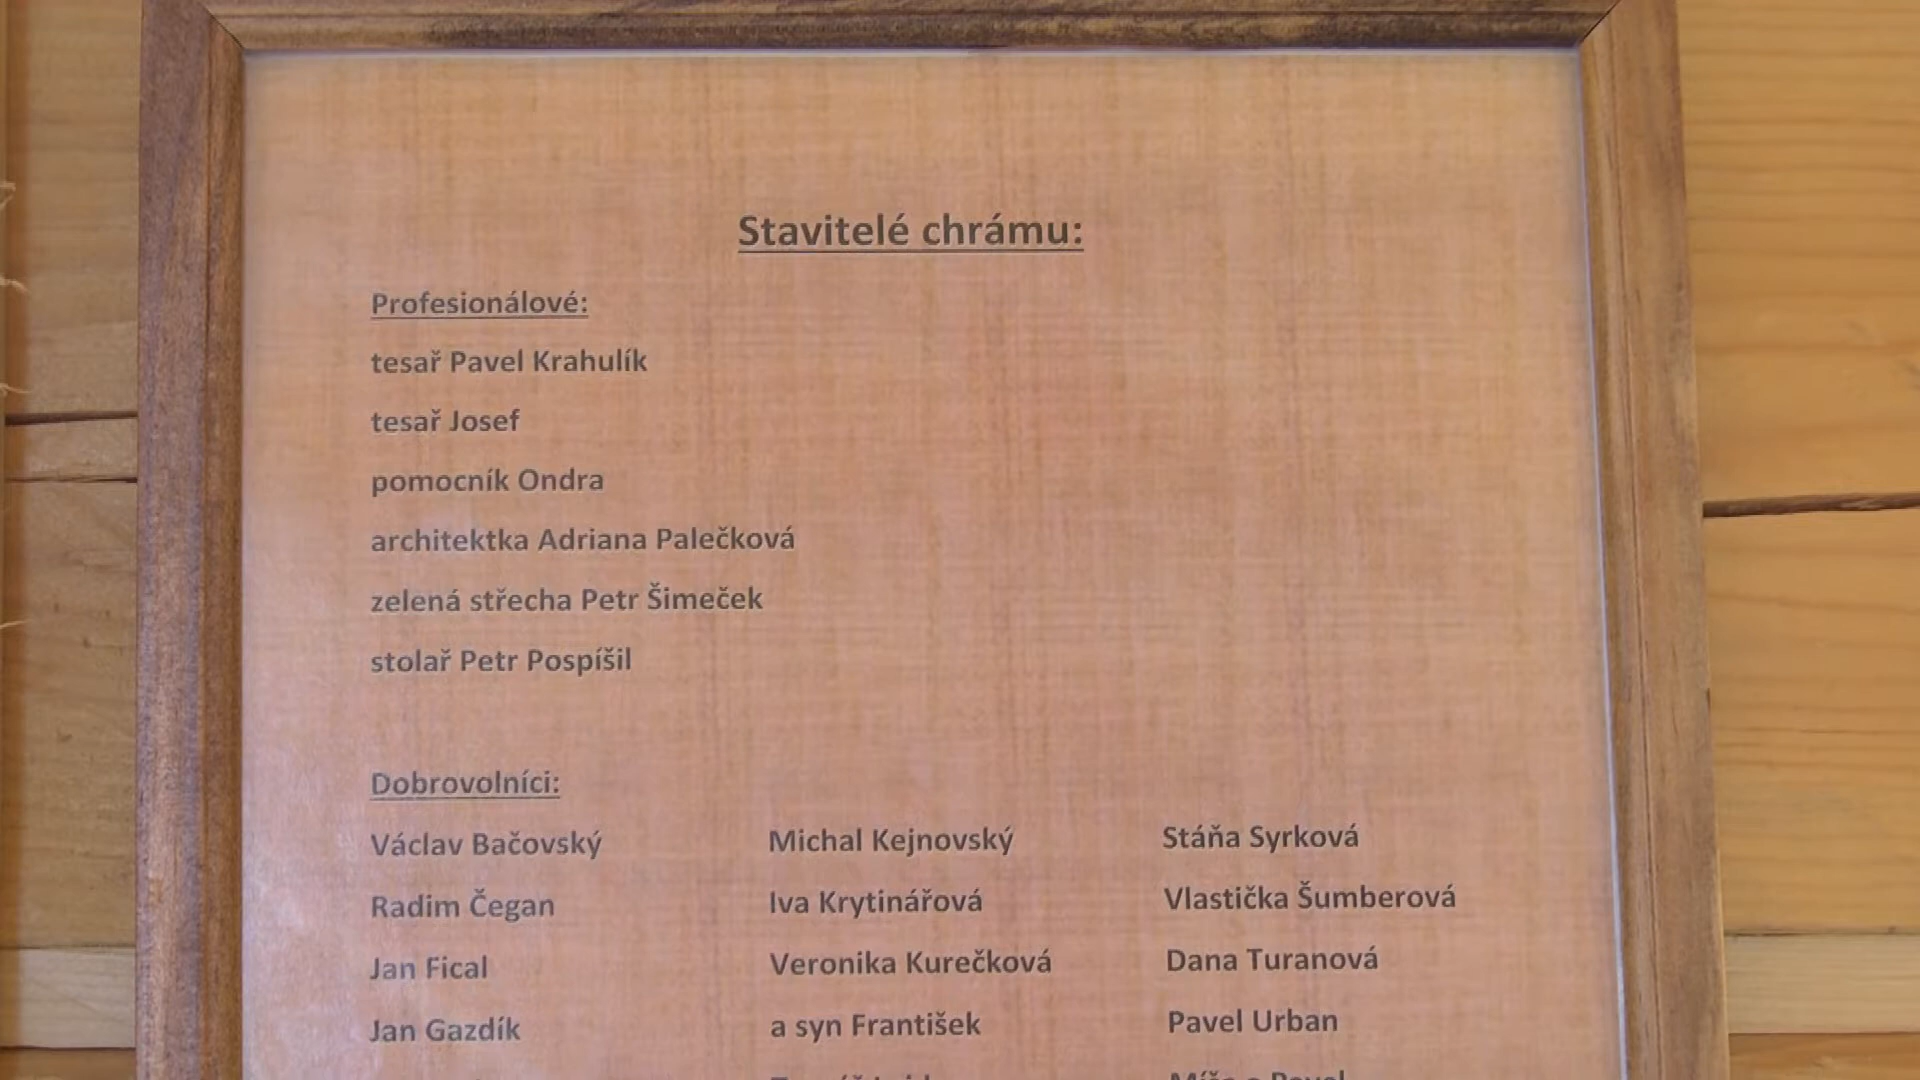 Stavitelé chrámu:
Profesionálové:
tesař Pavel Krahulík
tesař Josef
pomocník Ondra
architektka Adriana Palečková
zelená střecha Petr Šimeček
stolař Petr Pospíšil
Dobrovolníci:
Václav Bačovský
Radim Čegan
Jan Fical
Jan Gazdík
Michal Kejnovský
Iva Krytinářová
Veronika Kurečková
a syn František
Stáňa Syrková
Vlastička Šumberová
Dana Turanová
Pavel Urban